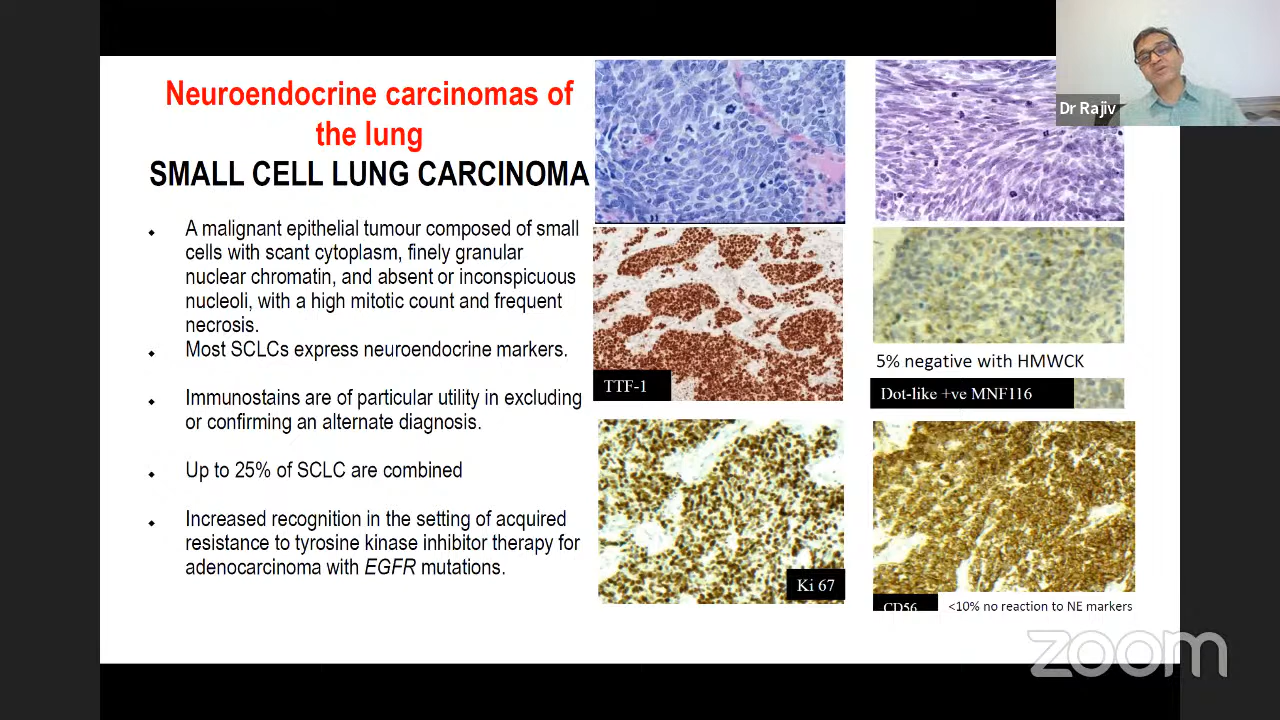 Neuroendocrine carcinomas of
the lung
SMALL CELL LUNG CARCINOMA
A malignant epithelial tumour composed of small
cells with scant cytoplasm, finely granular
nuclear chromatin, and absent or inconspicuous
nucleoli, with a high mitotic count and frequent
necrosis.
Most SCLCs express neuroendocrine markers.
Immunostains are of particular utility in excluding
or confirming an alternate diagnosis.
Up to 25% of SCLC are combined
Increased recognition in the setting of acquired
resistance to tyrosine kinase inhibitor therapy for
adenocarcinoma with EGFR mutations.
Dr Rajiv
TTF-1
5% negative with HMWCK
Dot-like +ve MNF116
Ki 67
CD56
<10% no reaction to NE markers
zoom